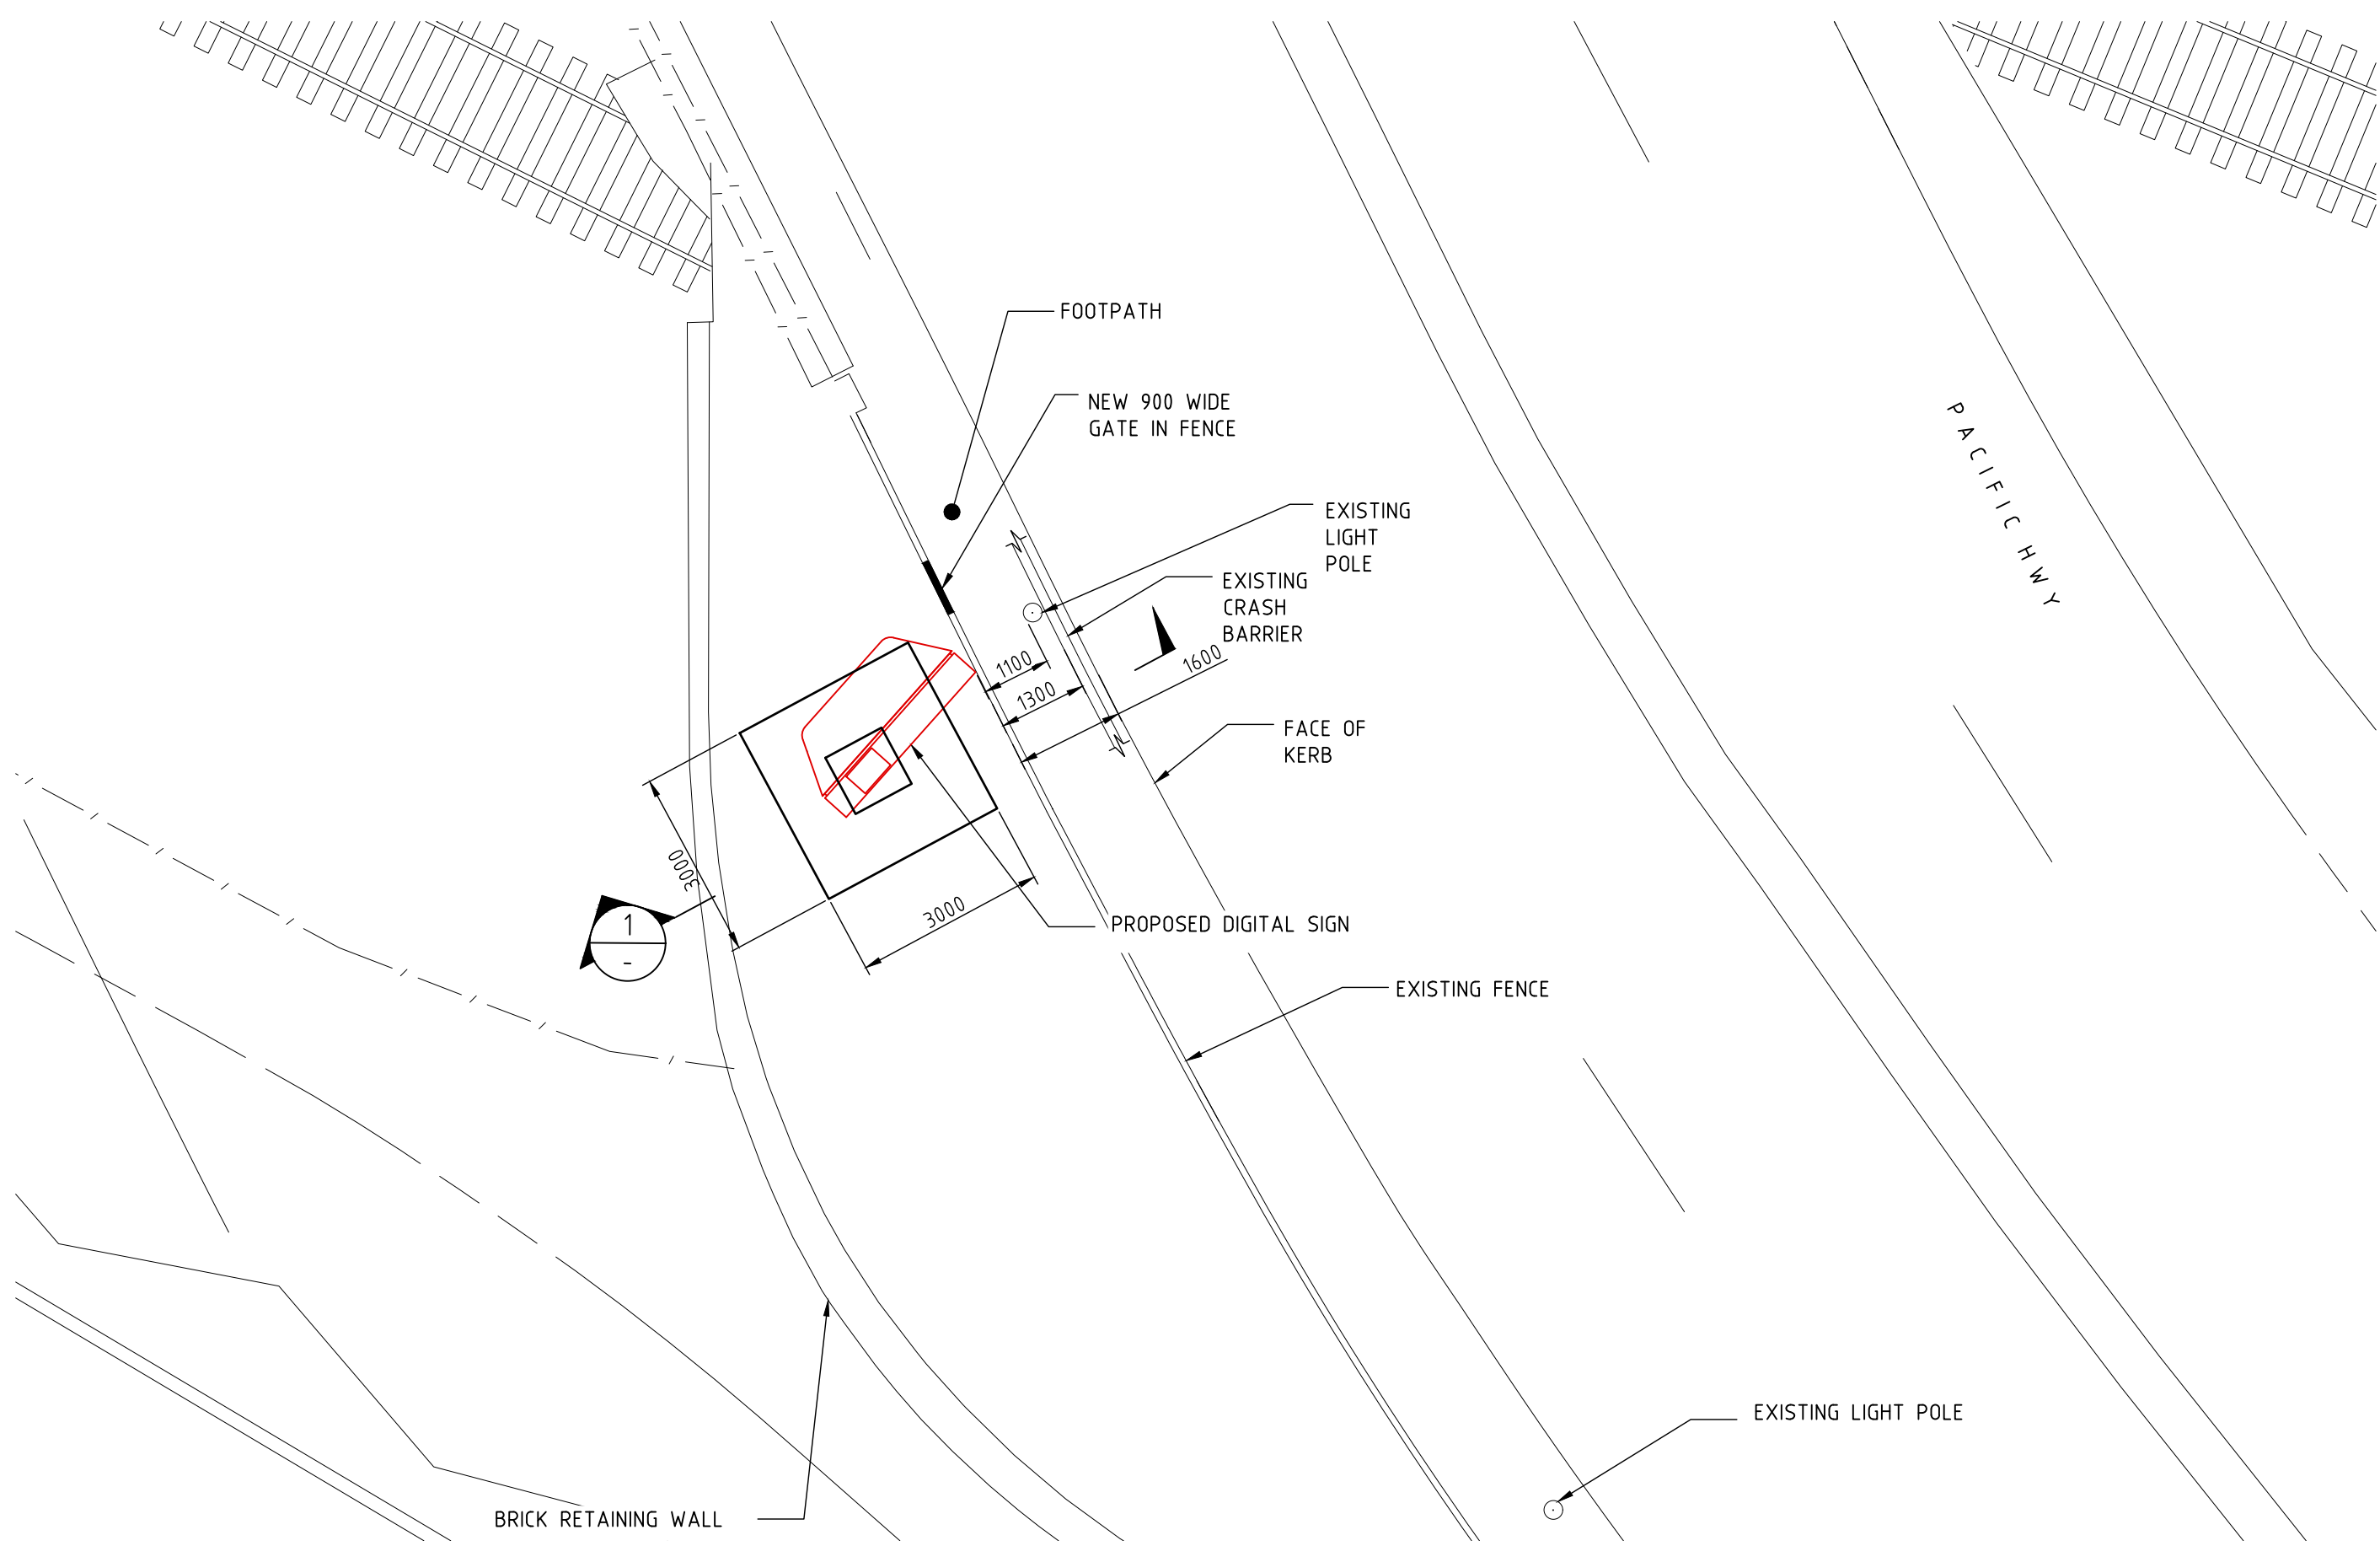 FOOTPATH
NEW 900 WIDE
GATE IN FENCE
EXISTING
LIGHT
POLE
EXISTING
CRASH
BARRIER
PACIFIC HWY
1100
1300
1600
FACE OF
KERB
3000
3000
1
-
PROPOSED DIGITAL SIGN
EXISTING FENCE
EXISTING LIGHT POLE
BRICK RETAINING WALL